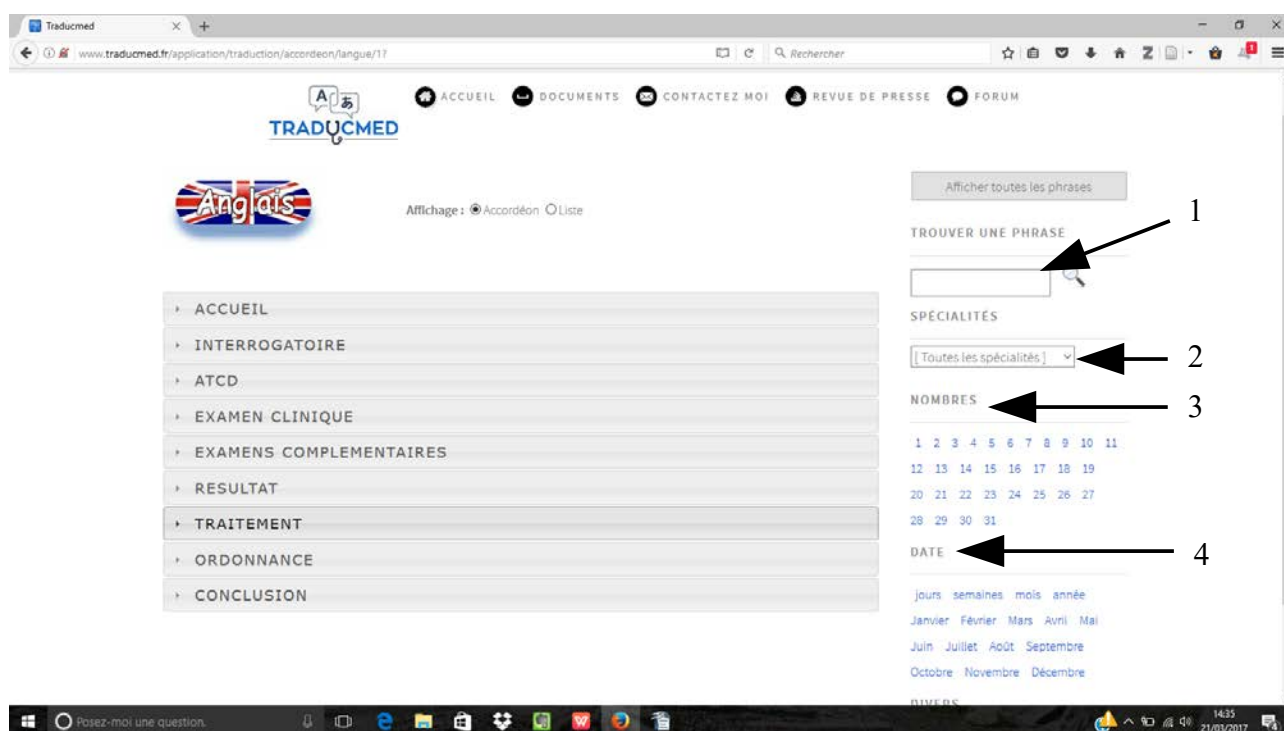 Traducmed
www.traducmed.fr/application/traduction/accordeon/langue/17
Rechercher
TRADUCMED
ACCUEIL DOCUMENTS CONTACTEZ MOI REVUE DE PRESSE FORUM
Anglais
Affichage : Accordéon Liste
Afficher toutes les phrases
1
TROUVER UNE PHRASE
ACCUEIL
INTERROGATOIRE
ATCD
EXAMEN CLINIQUE
EXAMENS COMPLEMENTAIRES
RESULTAT
TRAITEMENT
ORDONNANCE
CONCLUSION
SPÉCIALITÉS
[ Toutes les spécialités ]
2
NOMBRES
3
1 2 3 4 5 6 7 8 9 10 11
12 13 14 15 16 17 18 19
20 21 22 23 24 25 26 27
28 29 30 31
DATE
4
jours semaines mois année
Janvier Février Mars Avril Mai
Juin Juillet Août Septembre
Octobre Novembre Décembre
DIVERS
Posez-moi une question.
14:35
21/03/2017